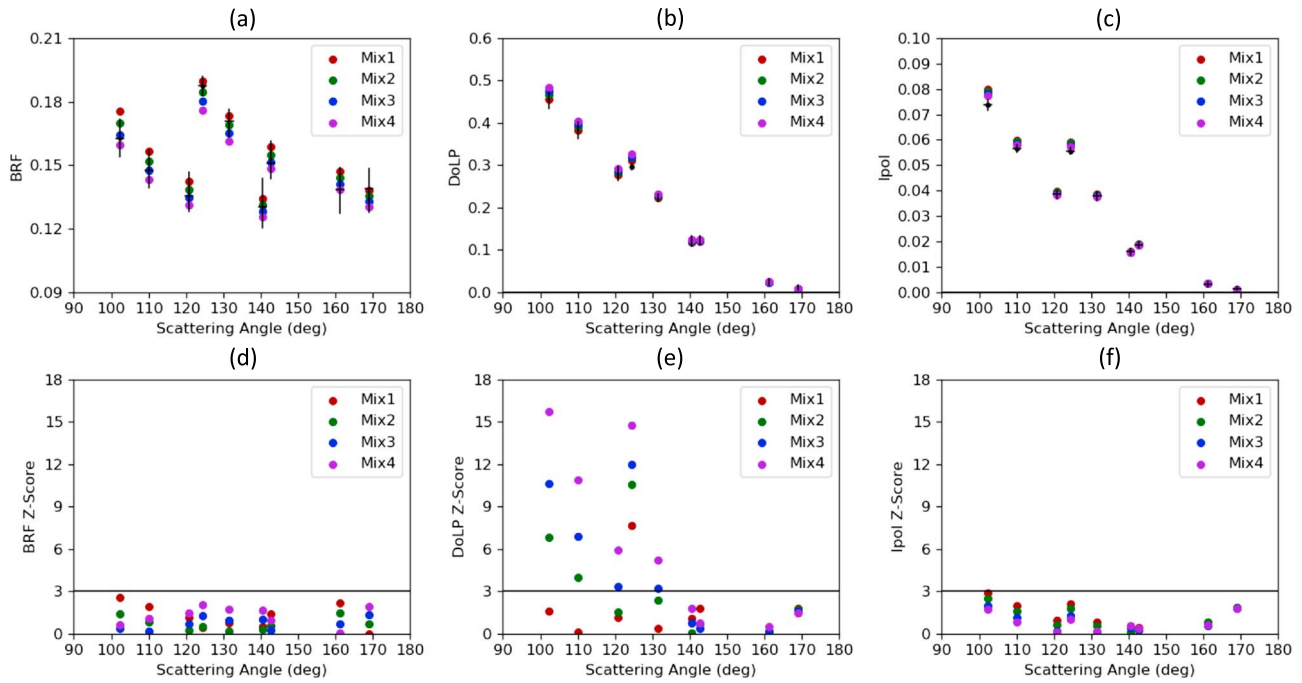 (a)
(b)
(c)
0.21
0.18
0.15
0.12
0.09
BRF
Mix1
Mix2
Mix3
Mix4
90 100 110 120 130 140 150 160 170 180
Scattering Angle (deg)
0.6
0.5
0.4
0.3
0.2
0.1
0.0
DoLP
Mix1
Mix2
Mix3
Mix4
90 100 110 120 130 140 150 160 170 180
Scattering Angle (deg)
0.10
0.09
0.08
0.07
0.06
0.05
0.04
0.03
0.02
0.01
0.00
Ipol
Mix1
Mix2
Mix3
Mix4
90 100 110 120 130 140 150 160 170 180
Scattering Angle (deg)
(d)
(e)
(f)
18
15
12
9
6
3
0
BRF Z-Score
Mix1
Mix2
Mix3
Mix4
90 100 110 120 130 140 150 160 170 180
Scattering Angle (deg)
18
15
12
9
6
3
0
DoLP Z-Score
Mix1
Mix2
Mix3
Mix4
90 100 110 120 130 140 150 160 170 180
Scattering Angle (deg)
18
15
12
9
6
3
0
Ipol Z-Score
Mix1
Mix2
Mix3
Mix4
90 100 110 120 130 140 150 160 170 180
Scattering Angle (deg)